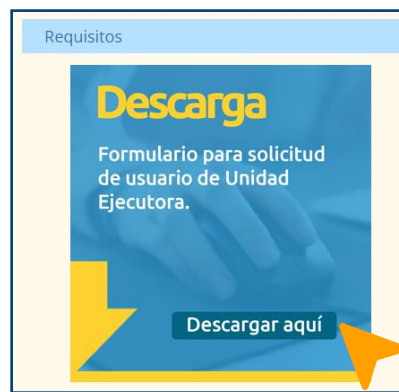 Requisitos
Descarga
Formulario para solicitud
de usuario de Unidad
Ejecutora.
Descargar aquí